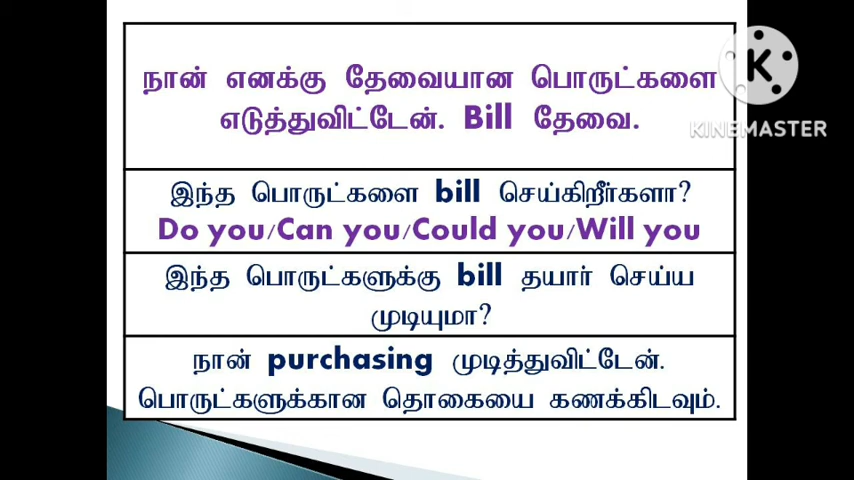 நான் எனக்கு தேவையான பொருட்களை
எடுத்துவிட்டேன். Bill தேவை.
KINEMASTER
இந்த பொருட்களை bill செய்கிறீர்களா?
Do you/Can you/Could you/Will you
இந்த பொருட்களுக்கு bill தயார் செய்ய
முடியுமா?
நான் purchasing முடித்துவிட்டேன்.
பொருட்களுக்கான தொகையை கணக்கிடவும்.